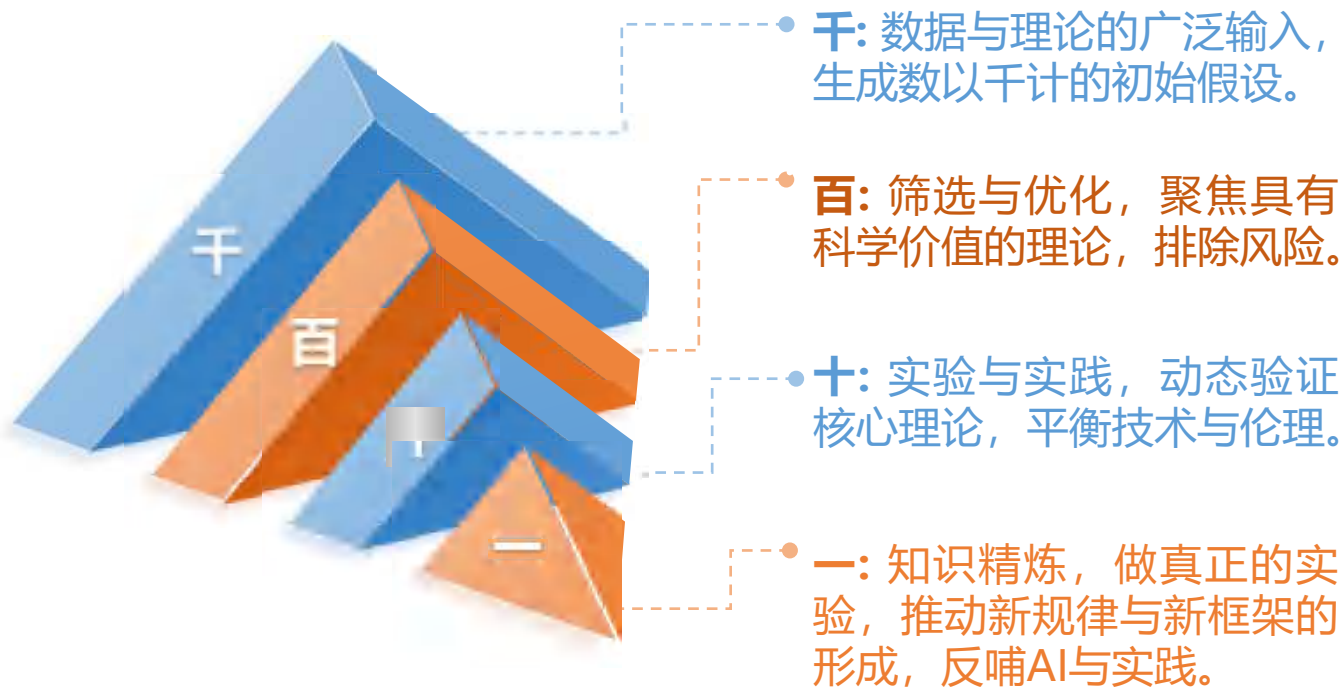 千: 数据与理论的广泛输入，
生成数以千计的初始假设。
千
百: 筛选与优化，聚焦具有
科学价值的理论，排除风险。
百
十: 实验与实践，动态验证
核心理论，平衡技术与伦理。
一: 知识精炼，做真正的实
验，推动新规律与新框架的
形成，反哺AI与实践。
一